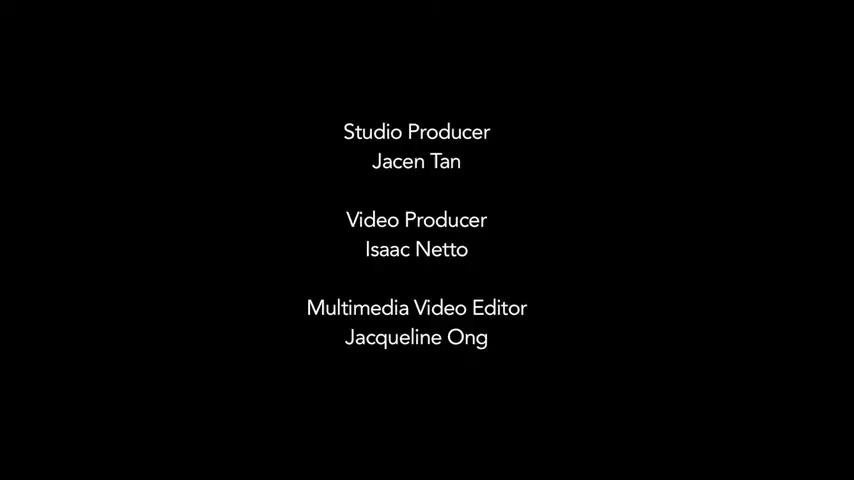 Studio Producer
Jacen Tan
Video Producer
Isaac Netto
Multimedia Video Editor
Jacqueline Ong